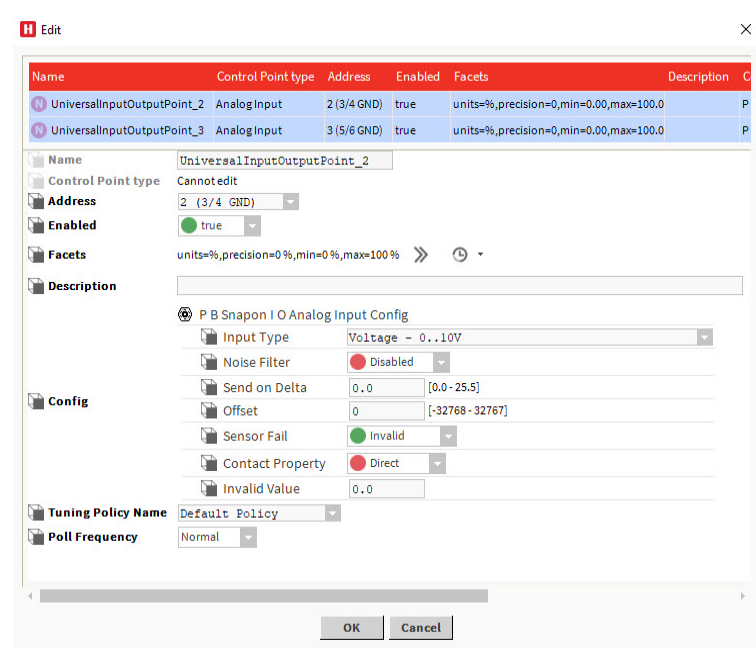 H Edit
Name Control Point type Address Enabled Facets Description C
N UniversalInputOutputPoint_2 Analog Input 2 (3/4 GND) true units=%,precision=0,min=0.00,max=100.0 P
N UniversalInputOutputPoint_3 Analog Input 3 (5/6 GND) true units=%,precision=0,min=0.00,max=100.0 P
Name UniversalInputOutputPoint_2
Control Point type Cannot edit
Address 2 (3/4 GND)
Enabled true
Facets units=%,precision=0 %,min=0 %,max=100 %
Description
P B Snapon I O Analog Input Config
Input Type Voltage - 0..10V
Noise Filter Disabled
Send on Delta 0.0 [0.0 - 25.5]
Config
Offset 0 [-32768 - 32767]
Sensor Fail Invalid
Contact Property Direct
Invalid Value 0.0
Tuning Policy Name Default Policy
Poll Frequency Normal
OK Cancel